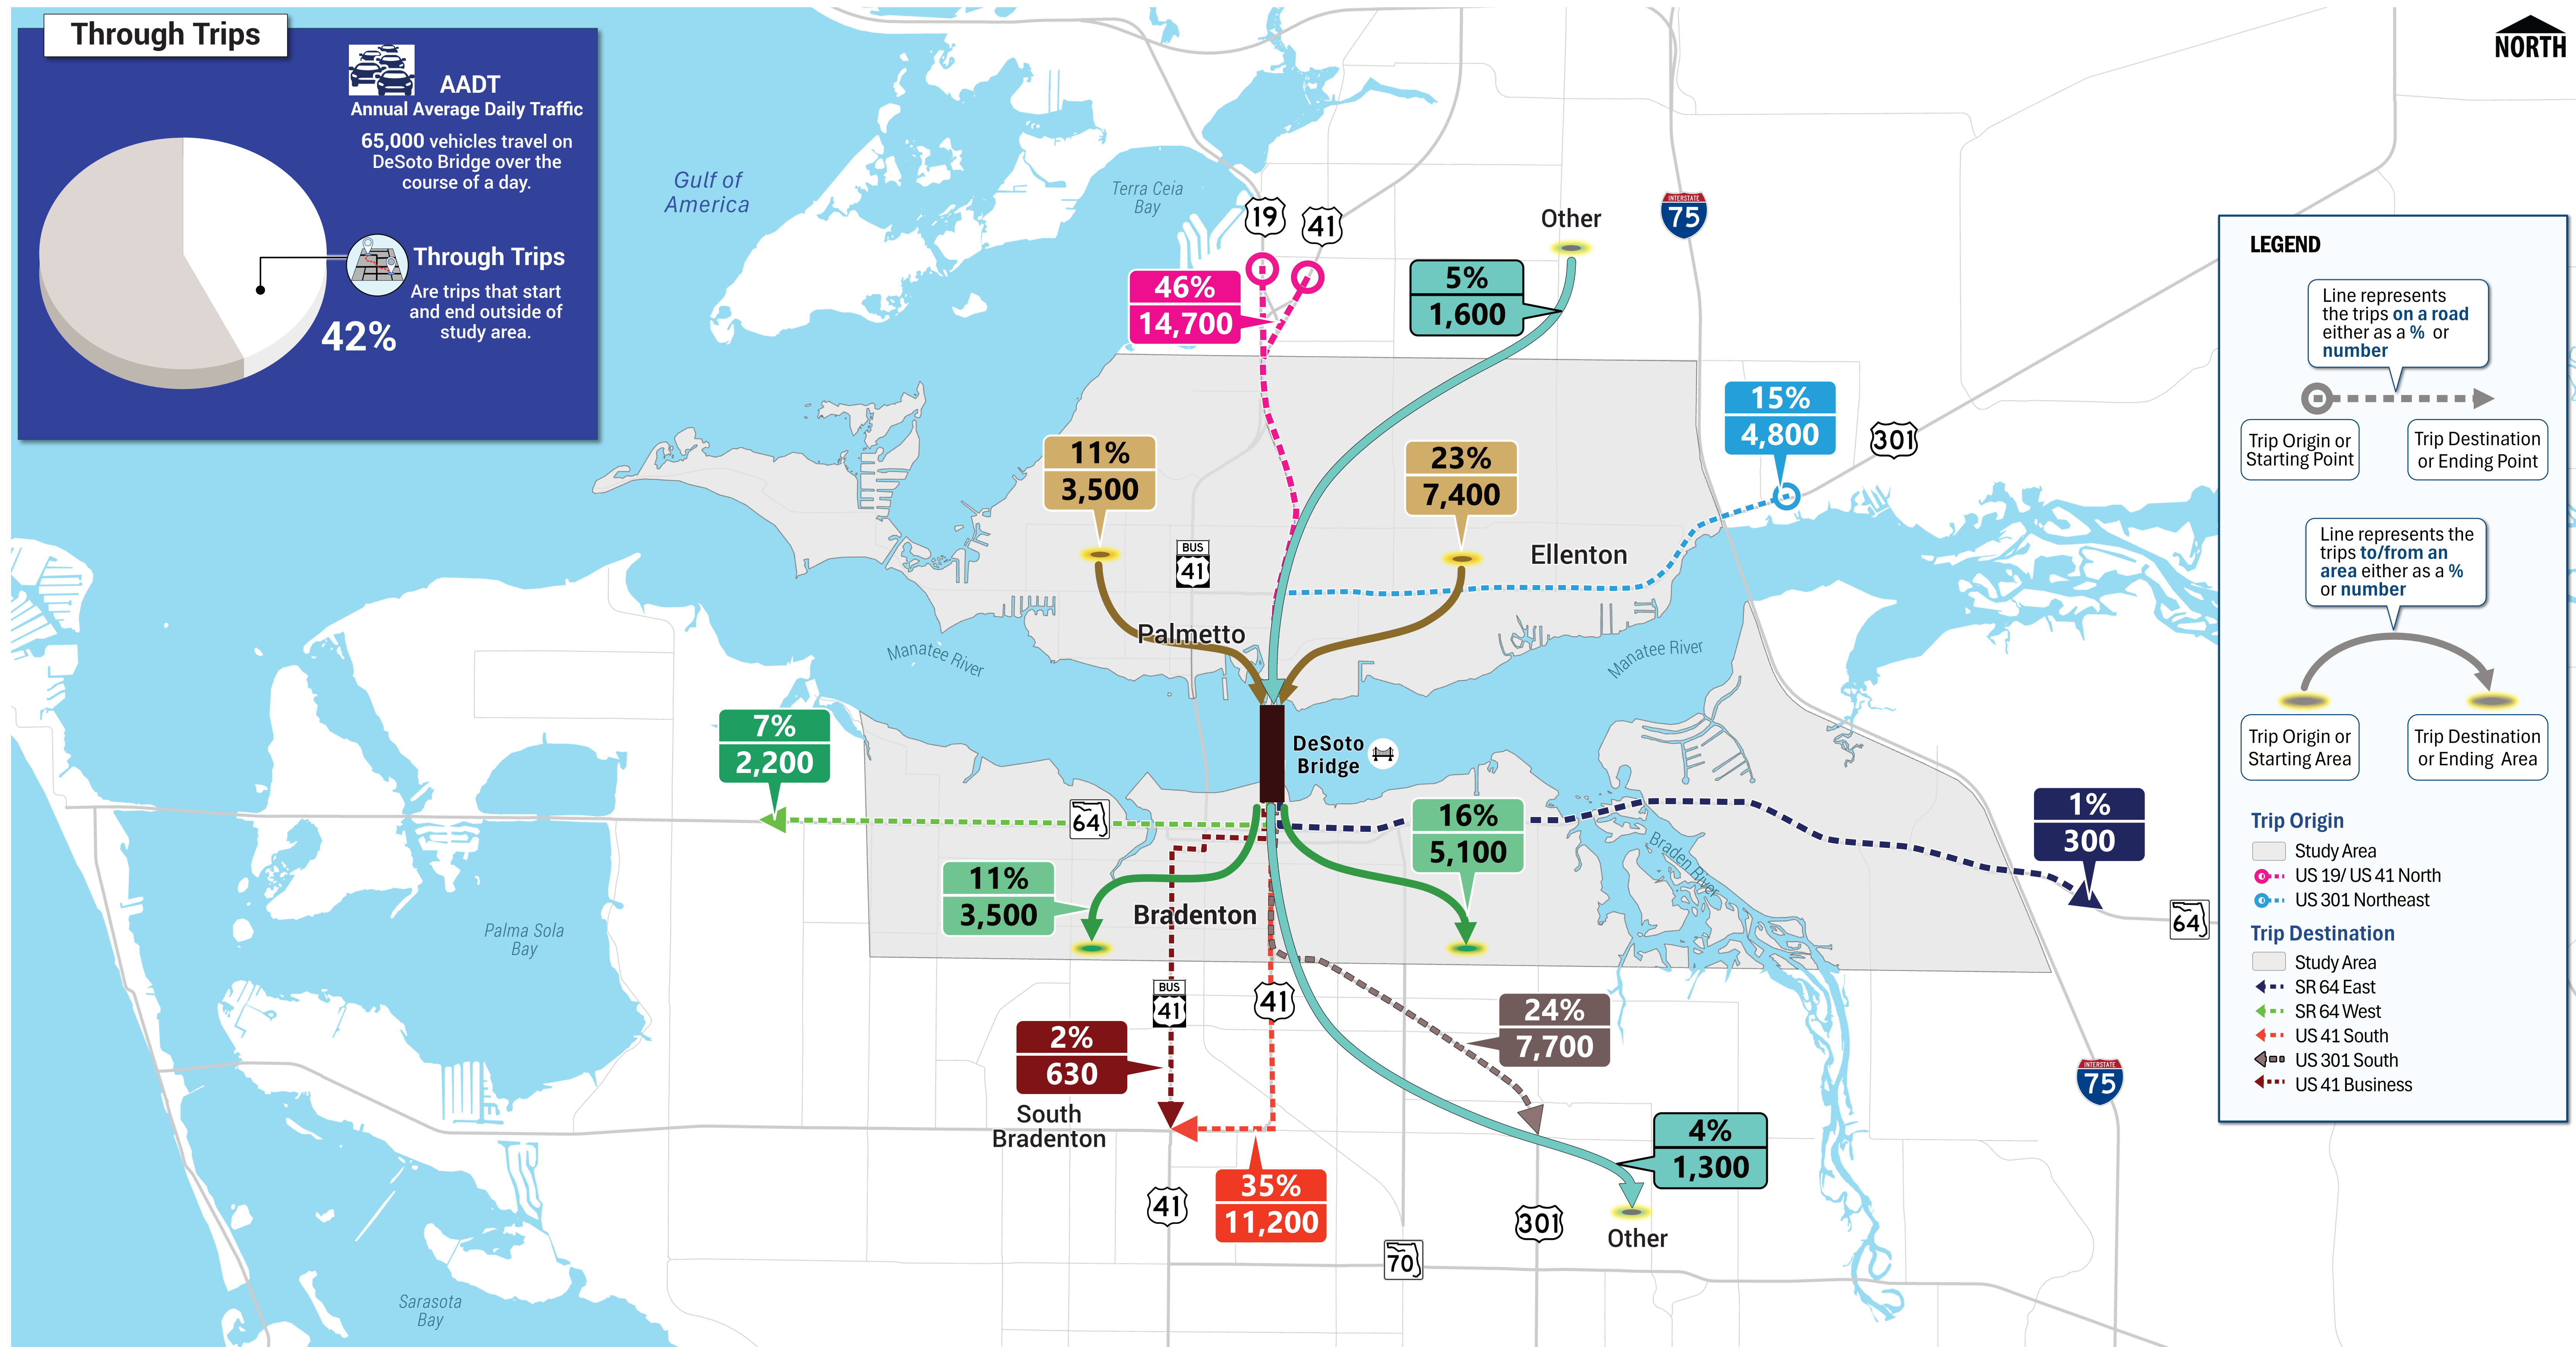 Through Trips
AADT
Annual Average Daily Traffic
65,000 vehicles travel on
DeSoto Bridge over the
course of a day.
Through Trips
Are trips that start
and end outside of
study area.
42%
NORTH
Gulf of
America
Terra Ceia
Bay
19
41
Other
INTERSTATE
75
46%
14,700
5%
1,600
15%
4,800
301
11%
3,500
23%
7,400
BUS
41
Ellenton
Palmetto
Manatee River
Manatee River
7%
2,200
DeSoto
Bridge
64
16%
5,100
1%
300
64
11%
3,500
Bradenton
Braden River
Palma Sola
Bay
BUS
41
41
2%
630
24%
7,700
South
Bradenton
INTERSTATE
75
4%
1,300
35%
11,200
41
301
Other
70
Sarasota
Bay
LEGEND
Line represents
the trips on a road
either as a % or
number
Trip Origin or
Starting Point
Trip Destination
or Ending Point
Line represents the
trips to/from an
area either as a %
or number
Trip Origin or
Starting Area
Trip Destination
or Ending Area
Trip Origin
Study Area
US 19/ US 41 North
US 301 Northeast
Trip Destination
Study Area
SR 64 East
SR 64 West
US 41 South
US 301 South
US 41 Business